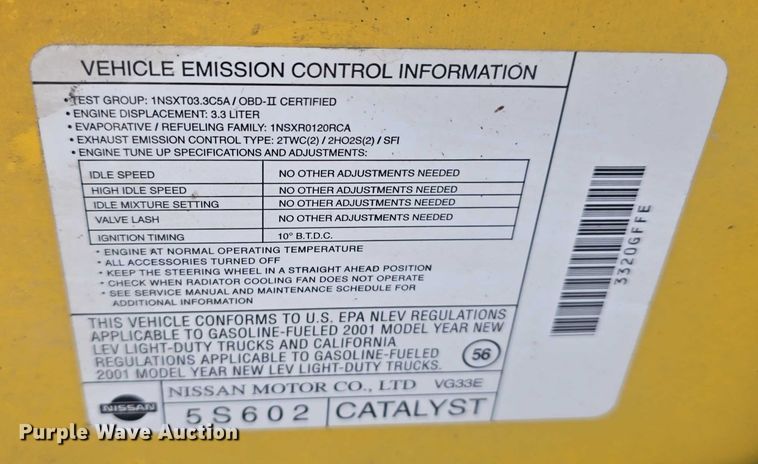 VEHICLE EMISSION CONTROL INFORMATION
• TEST GROUP: 1NSXT03.3C5A / OBD-II CERTIFIED
• ENGINE DISPLACEMENT: 3.3 LITER
• EVAPORATIVE / REFUELING FAMILY: 1NSXR0120RCA
• EXHAUST EMISSION CONTROL TYPE: 2TWC(2) / 2HO2S(2) / SFI
• ENGINE TUNE UP SPECIFICATIONS AND ADJUSTMENTS:
IDLE SPEED NO OTHER ADJUSTMENTS NEEDED
HIGH IDLE SPEED NO OTHER ADJUSTMENTS NEEDED
IDLE MIXTURE SETTING NO OTHER ADJUSTMENTS NEEDED
VALVE LASH NO OTHER ADJUSTMENTS NEEDED
IGNITION TIMING 10° B.T.D.C.
• ENGINE AT NORMAL OPERATING TEMPERATURE
• ALL ACCESSORIES TURNED OFF
• KEEP THE STEERING WHEEL IN A STRAIGHT AHEAD POSITION
• CHECK WHEN RADIATOR COOLING FAN DOES NOT OPERATE
• SEE SERVICE MANUAL AND MAINTENANCE SCHEDULE FOR
ADDITIONAL INFORMATION
THIS VEHICLE CONFORMS TO U.S. EPA NLEV REGULATIONS
APPLICABLE TO GASOLINE-FUELED 2001 MODEL YEAR NEW
LEV LIGHT-DUTY TRUCKS AND CALIFORNIA
REGULATIONS APPLICABLE TO GASOLINE-FUELED
2001 MODEL YEAR NEW LEV LIGHT-DUTY TRUCKS.
56
NISSAN
NISSAN MOTOR CO., LTD VG33E
5S602 CATALYST
3320GFFE
Purple Wave Auction